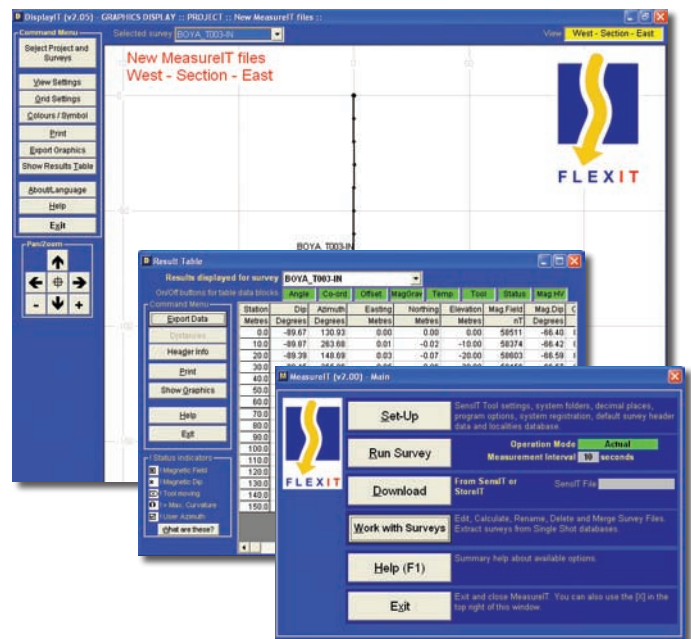 DisplayIT (v2.05) - GRAPHICS DISPLAY :: PROJECT :: New MeasureIT files ::
Command Menu
Select Project and
Surveys
View Settings
Grid Settings
Colours / Symbol
Print
Export Graphics
Show Results Table
About/Language
Help
Exit
Pan/Zoom
- +
Selected survey BOYA_T003-IN
View West - Section - East
New MeasureIT files
West - Section - East
FLEXIT
BOYA_T003-IN
Result Table
Results displayed for survey BOYA_T003-IN
On/Off buttons for table data blocks Angle Co-ord Offset MagGrav Temp Tool Status Mag HV
Command Menu
Export Data
Distances
Header Info
Print
Show Graphics
Help
Exit
! Status indicators
! Magnetic Field
! Magnetic Dip
! Tool moving
! > Max. Curvature
! User Azimuth
What are these?
Station Dip Azimuth Easting Northing Elevation Mag.Field Mag.Dip
Metres Degrees Degrees Metres Metres Metres nT Degrees
0.0 -89.67 130.93 0.00 0.00 0.00 58511 -66.40
10.0 -89.87 263.68 0.01 -0.02 -10.00 58374 -66.42
20.0 -89.39 148.69 0.03 -0.07 -20.00 58603 -66.59
30.0
40.0
50.0
60.0
70.0
80.0
90.0
100.0
110.0
120.0
130.0
140.0
150.0
MeasureIT (v2.00) - Main
FLEXIT
Set-Up
SensIT Tool settings, system folders, decimal places,
program options, system registration, default survey header
data and localities database.
Run Survey
Operation Mode Actual
Measurement Interval 10 seconds
Download
From SensIT or
StoreIT
SensIT File
Work with Surveys
Edit, Calculate, Rename, Delete and Merge Survey Files.
Extract surveys from Single Shot databases.
Help (F1)
Summary help about available options.
Exit
Exit and close MeasureIT. You can also use the [X] in the
top right of this window.